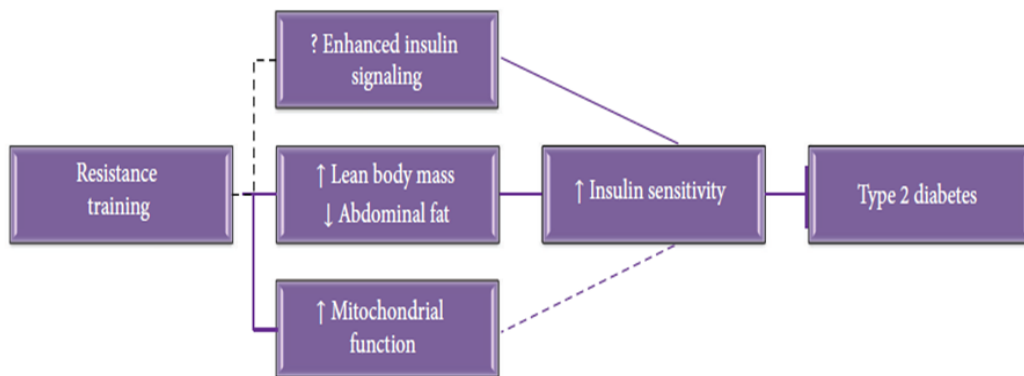 ? Enhanced insulin
signaling
Resistance
training
↑ Lean body mass
↓ Abdominal fat
↑ Insulin sensitivity
Type 2 diabetes
↑ Mitochondrial
function